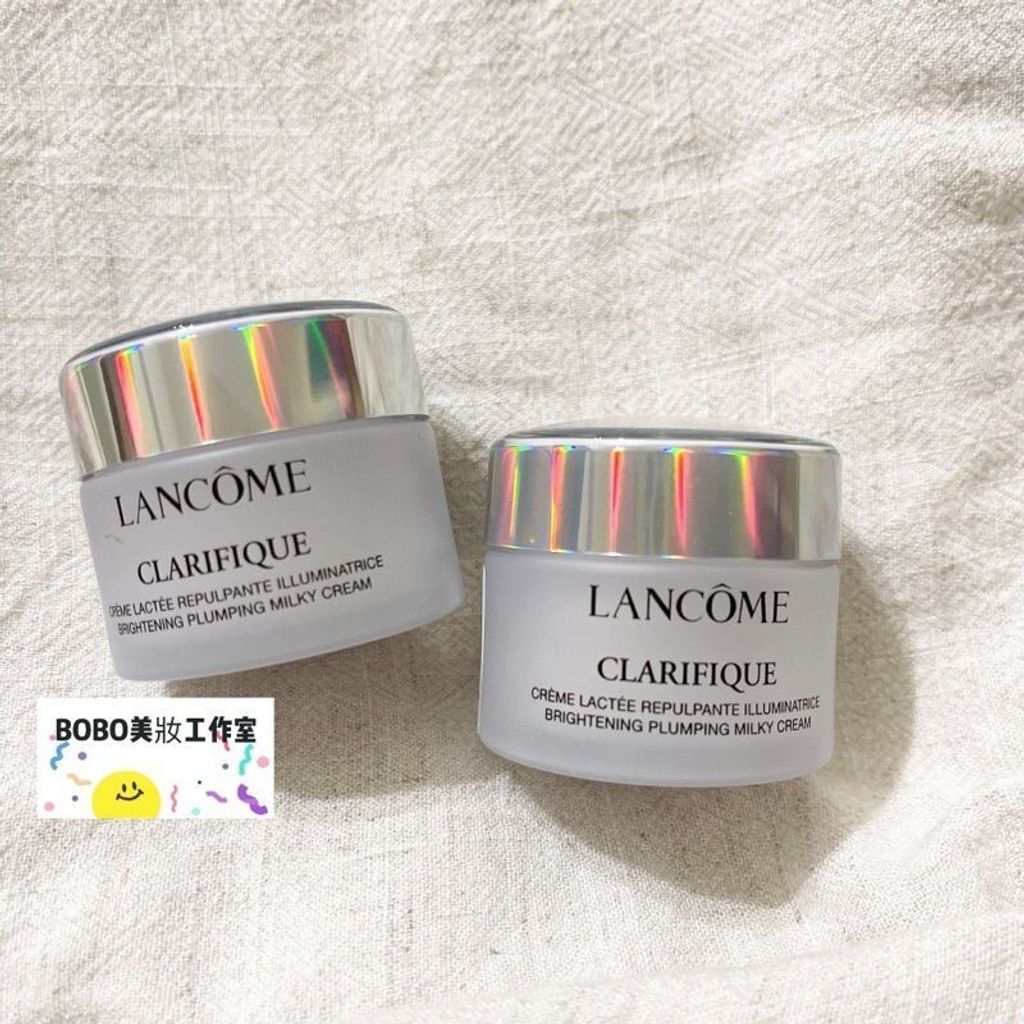 LANCÔME
CLARIFIQUE
CRÈME LACTÉE REPULPANTE ILLUMINATRICE
BRIGHTENING PLUMPING MILKY CREAM
LANCÔME
CLARIFIQUE
CRÈME LACTÉE REPULPANTE ILLUMINATRICE
BRIGHTENING PLUMPING MILKY CREAM
BOBO美妝工作室